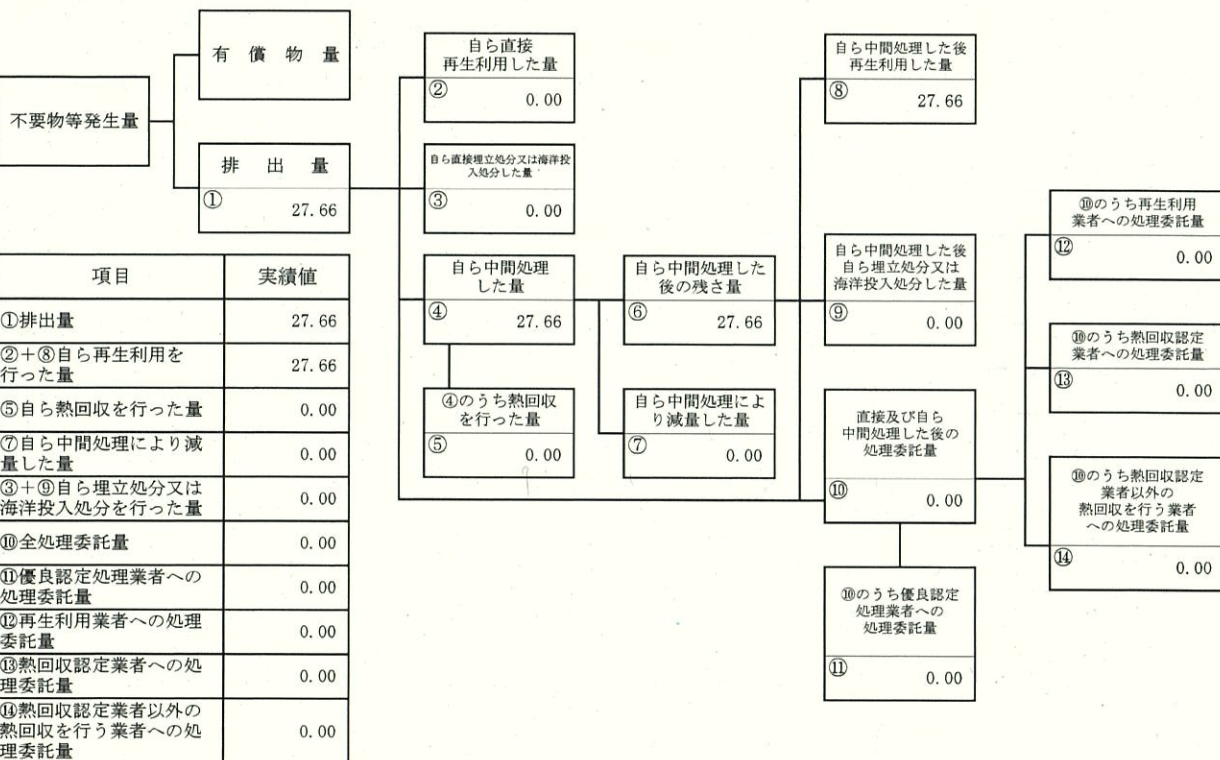 不要物等発生量
有 償 物 量
排 出 量
① 27.66
自ら直接
再生利用した量
② 0.00
自ら直接埋立処分又は海洋投
入処分した量
③ 0.00
自ら中間処理
した量
④ 27.66
④のうち熱回収
を行った量
⑤ 0.00
自ら中間処理した
後の残さ量
⑥ 27.66
自ら中間処理によ
り減量した量
⑦ 0.00
自ら中間処理した後
再生利用した量
⑧ 27.66
自ら中間処理した後
自ら埋立処分又は
海洋投入処分した量
⑨ 0.00
直接及び自ら
中間処理した後の
処理委託量
⑩ 0.00
⑩のうち優良認定
処理業者への
処理委託量
⑪ 0.00
⑩のうち再生利用
業者への処理委託量
⑫ 0.00
⑩のうち熱回収認定
業者への処理委託量
⑬ 0.00
⑩のうち熱回収認定
業者以外の
熱回収を行う業者
への処理委託量
⑭ 0.00
項目 実績値
①排出量 27.66
②+⑧自ら再生利用を
行った量 27.66
⑤自ら熱回収を行った量 0.00
⑦自ら中間処理により減
量した量 0.00
③+⑨自ら埋立処分又は
海洋投入処分を行った量 0.00
⑩全処理委託量 0.00
⑪優良認定処理業者への
処理委託量 0.00
⑫再生利用業者への処理
委託量 0.00
⑬熱回収認定業者への処
理委託量 0.00
⑭熱回収認定業者以外の
熱回収を行う業者への処
理委託量 0.00